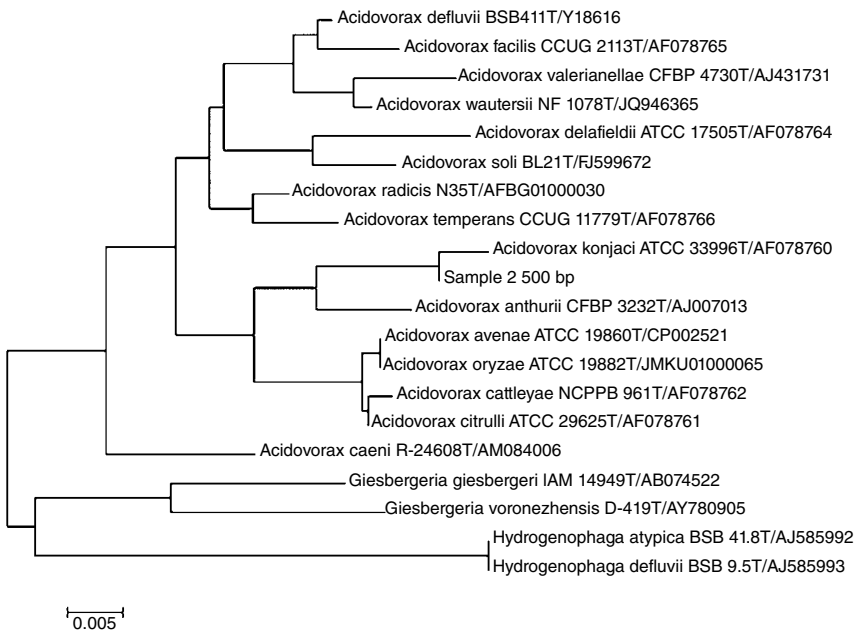 Acidovorax defluvii BSB411T/Y18616
Acidovorax facilis CCUG 2113T/AF078765
Acidovorax valerianellae CFBP 4730T/AJ431731
Acidovorax wautersii NF 1078T/JQ946365
Acidovorax delafieldii ATCC 17505T/AF078764
Acidovorax soli BL21T/FJ599672
Acidovorax radicis N35T/AFBG01000030
Acidovorax temperans CCUG 11779T/AF078766
Acidovorax konjaci ATCC 33996T/AF078760
Sample 2 500 bp
Acidovorax anthurii CFBP 3232T/AJ007013
Acidovorax avenae ATCC 19860T/CP002521
Acidovorax oryzae ATCC 19882T/JMKU01000065
Acidovorax cattleyae NCPPB 961T/AF078762
Acidovorax citrulli ATCC 29625T/AF078761
Acidovorax caeni R-24608T/AM084006
Giesbergeria giesbergeri IAM 14949T/AB074522
Giesbergeria voronezhensis D-419T/AY780905
Hydrogenophaga atypica BSB 41.8T/AJ585992
Hydrogenophaga defluvii BSB 9.5T/AJ585993
0.005